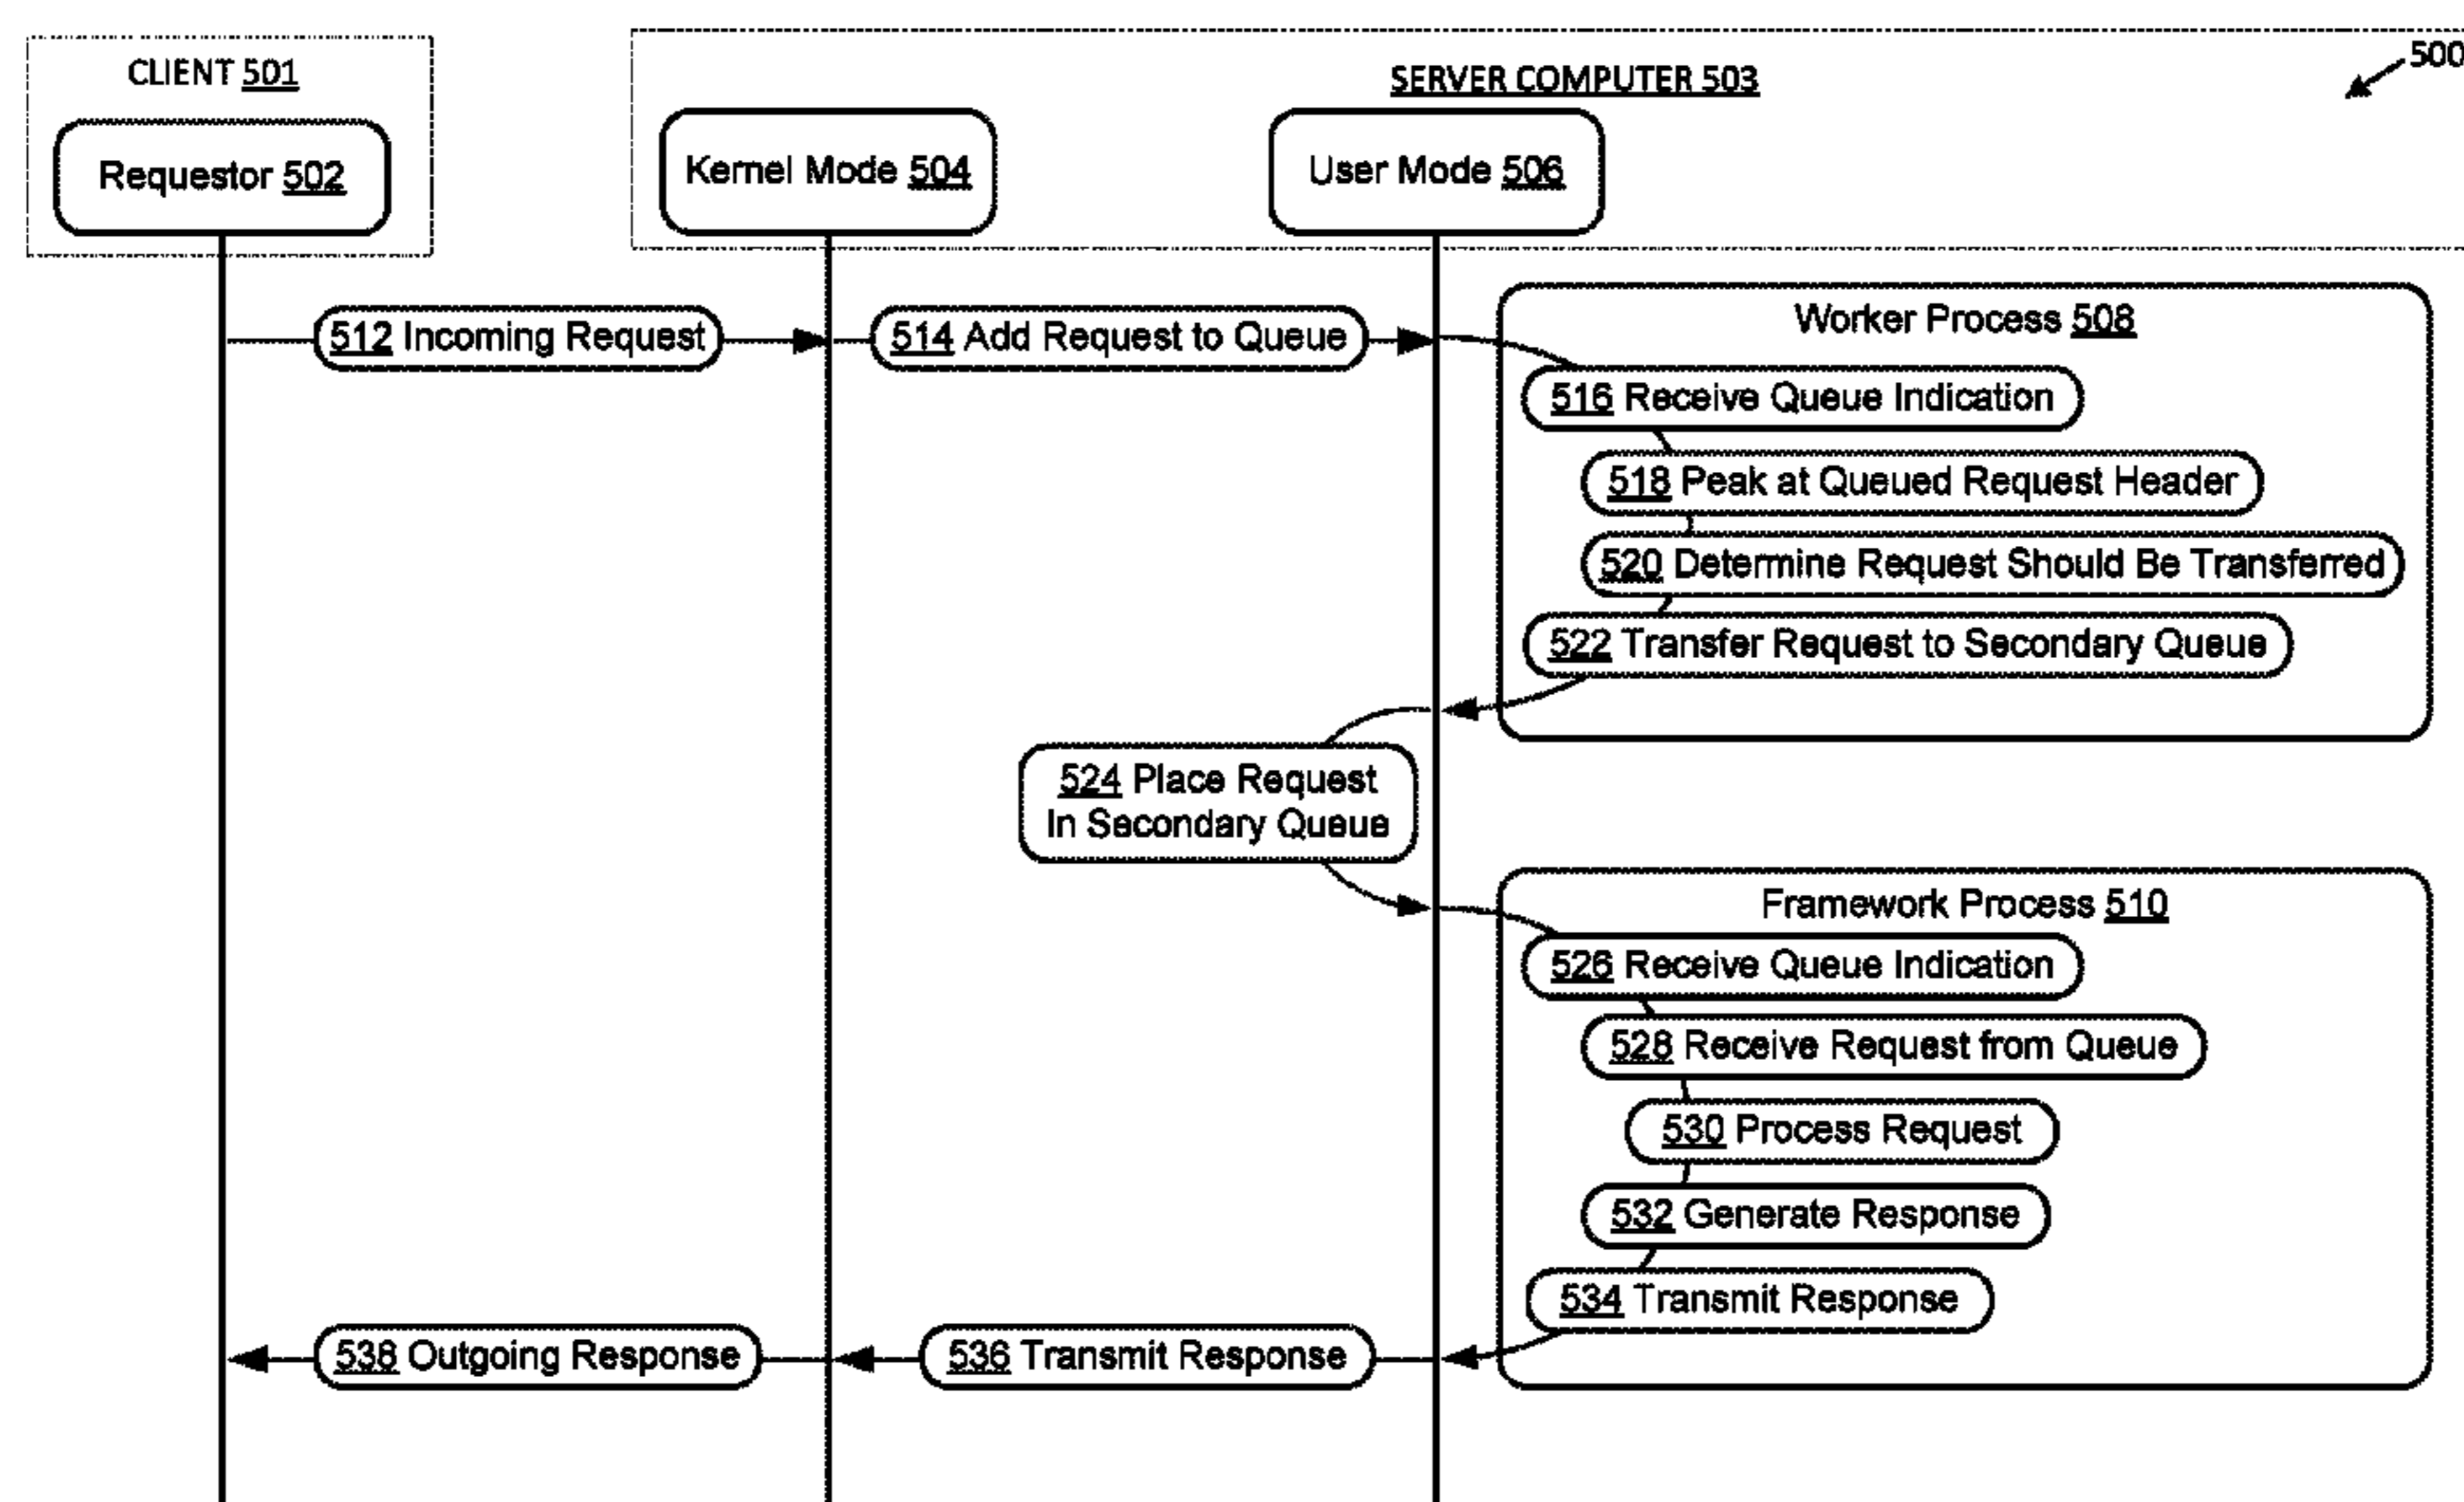 CLIENT 501
SERVER COMPUTER 503
500
Requestor 502
Kernel Mode 504
User Mode 506
512 Incoming Request
514 Add Request to Queue
Worker Process 508
516 Receive Queue Indication
518 Peak at Queued Request Header
520 Determine Request Should Be Transferred
522 Transfer Request to Secondary Queue
524 Place Request
In Secondary Queue
Framework Process 510
526 Receive Queue Indication
528 Receive Request from Queue
530 Process Request
532 Generate Response
534 Transmit Response
538 Outgoing Response
536 Transmit Response